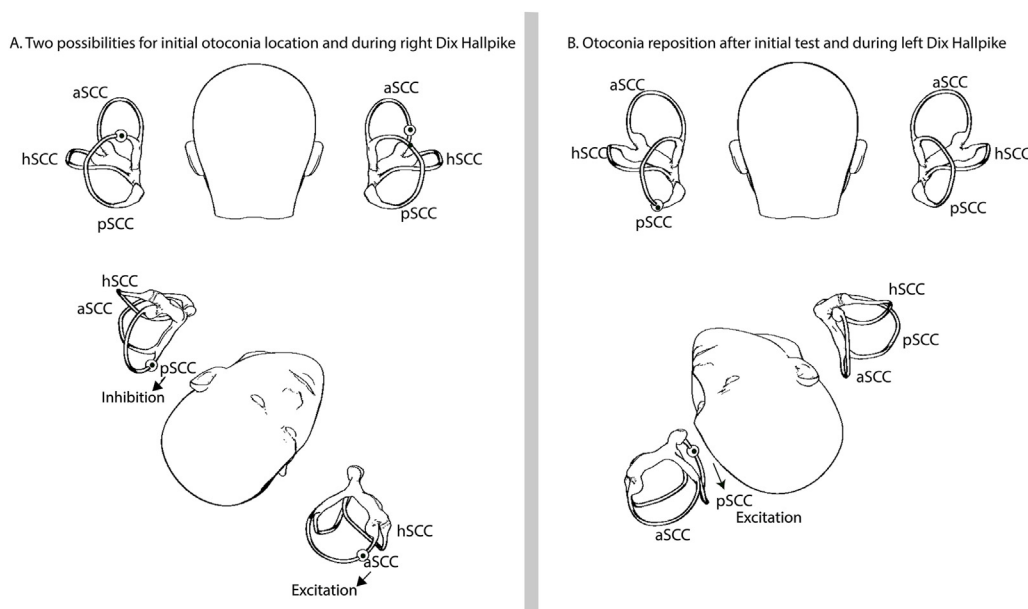 A. Two possibilities for initial otoconia location and during right Dix Hallpike
aSCC
aSCC
hSCC
hSCC
pSCC
pSCC
hSCC
aSCC
pSCC
Inhibition
hSCC
aSCC
Excitation
B. Otoconia reposition after initial test and during left Dix Hallpike
aSCC
aSCC
hSCC
hSCC
pSCC
pSCC
hSCC
pSCC
aSCC
pSCC
Excitation
aSCC